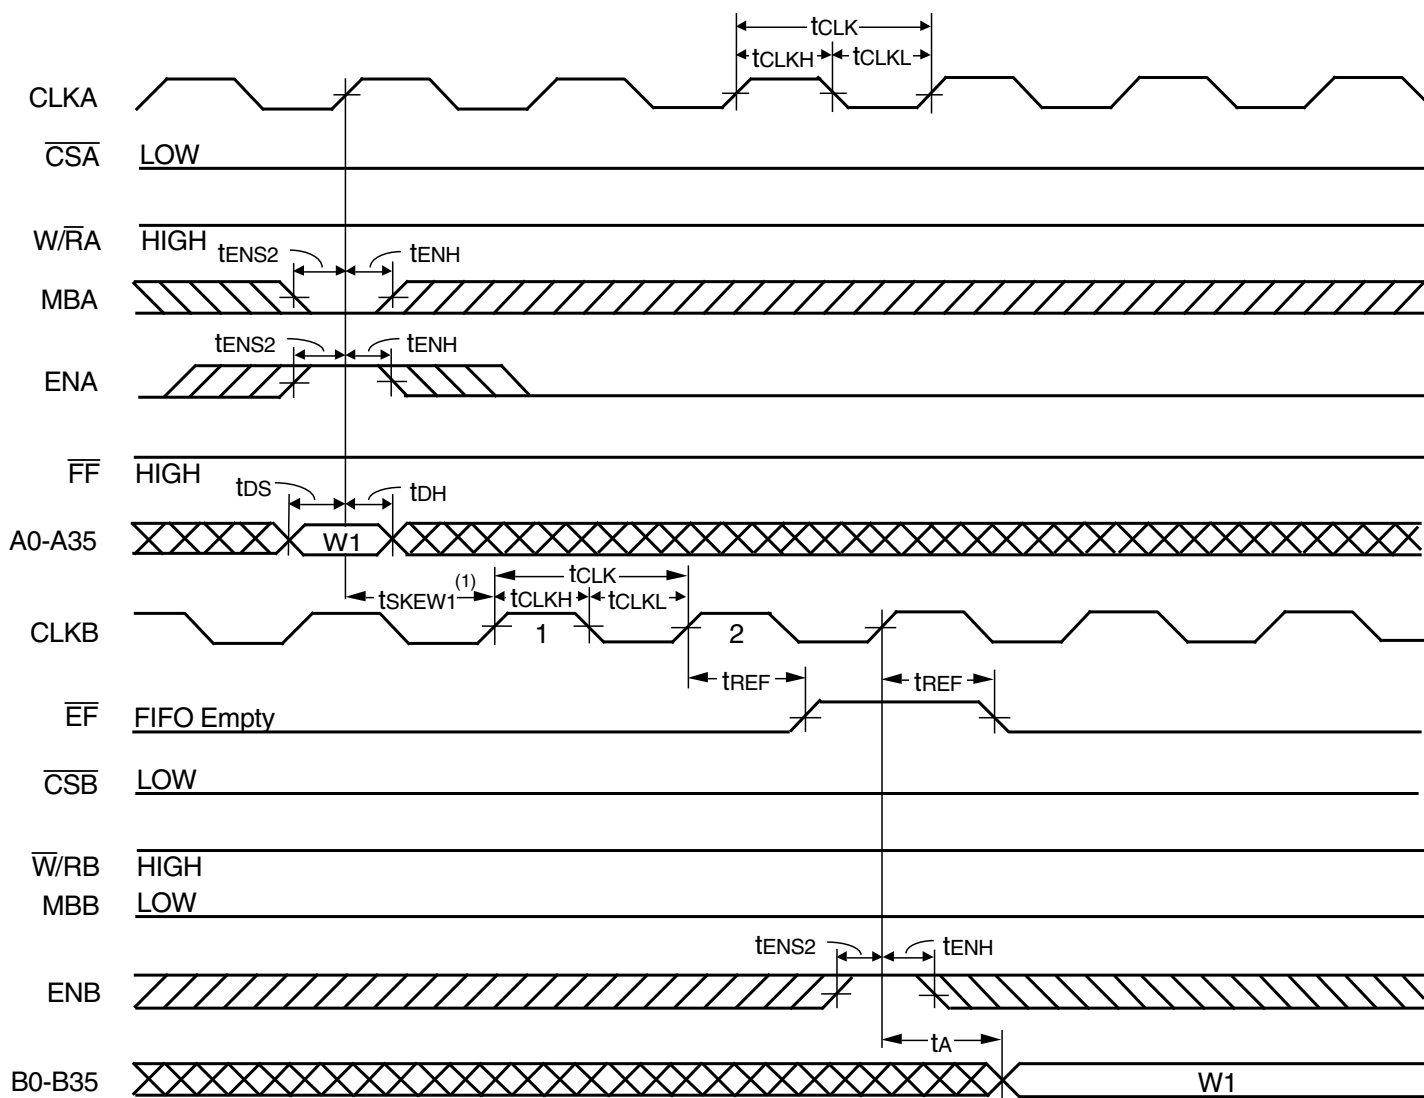 tCLK
tCLKH tCLKL
CLKA
CSA LOW
W/RA HIGH
tENS2 tENH
MBA
tENS2 tENH
ENA
FF HIGH
tDS tDH
A0-A35 W1
tSKEW1 (1) tCLK
tCLKH tCLKL
CLKB 1 2
tREF tREF
EF FIFO Empty
CSB LOW
W/RB HIGH
MBB LOW
tENS2 tENH
ENB
tA
B0-B35 W1